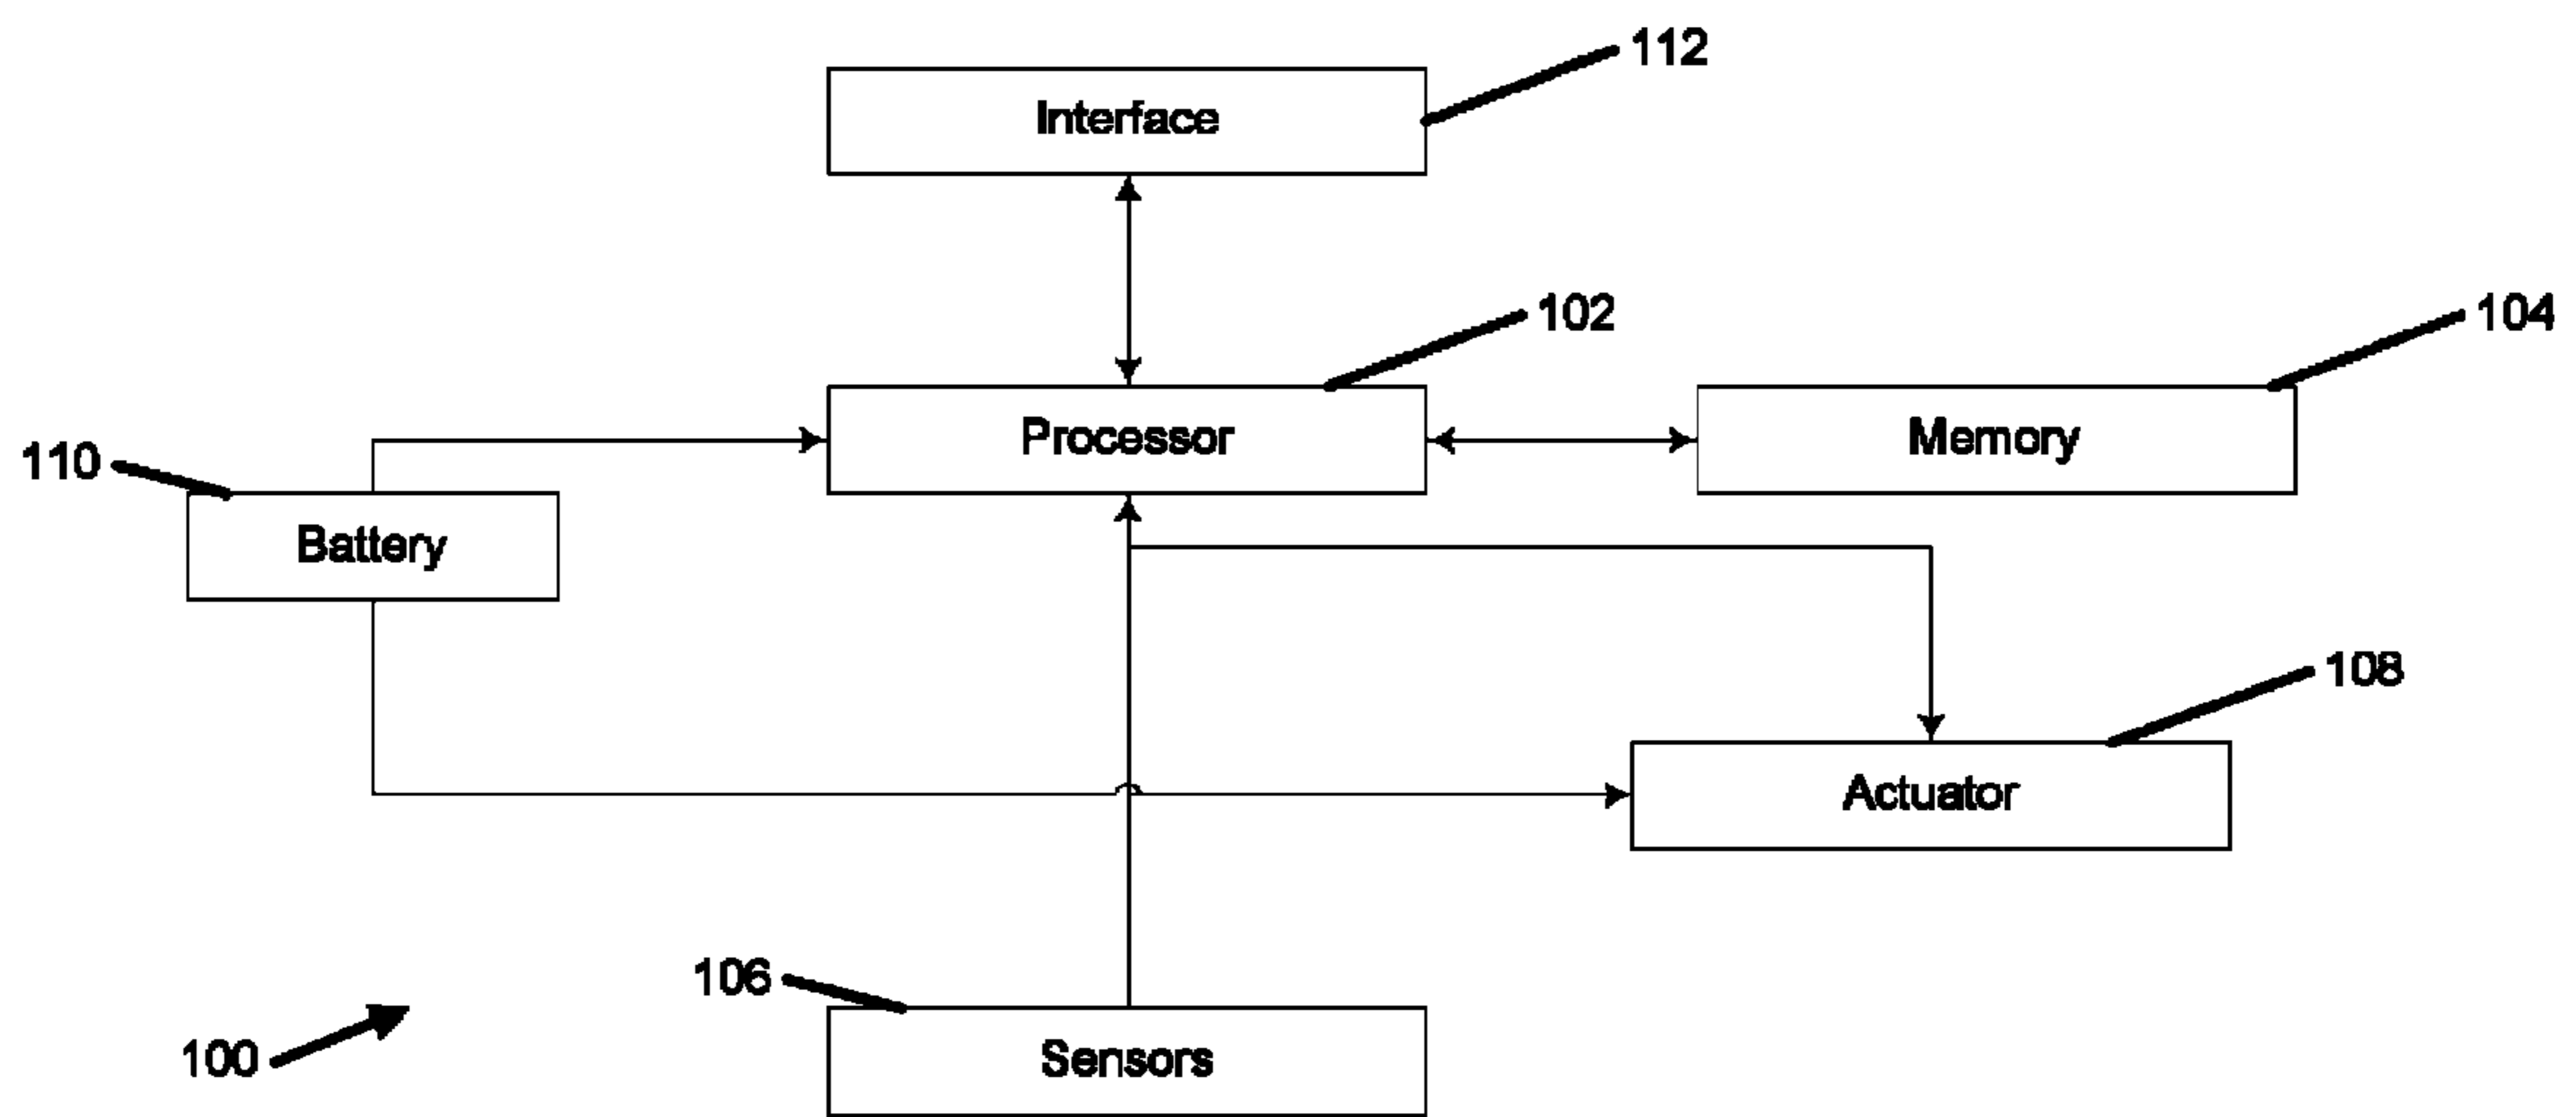 112
Interface
102
104
Processor
Memory
110
Battery
108
Actuator
106
100
Sensors